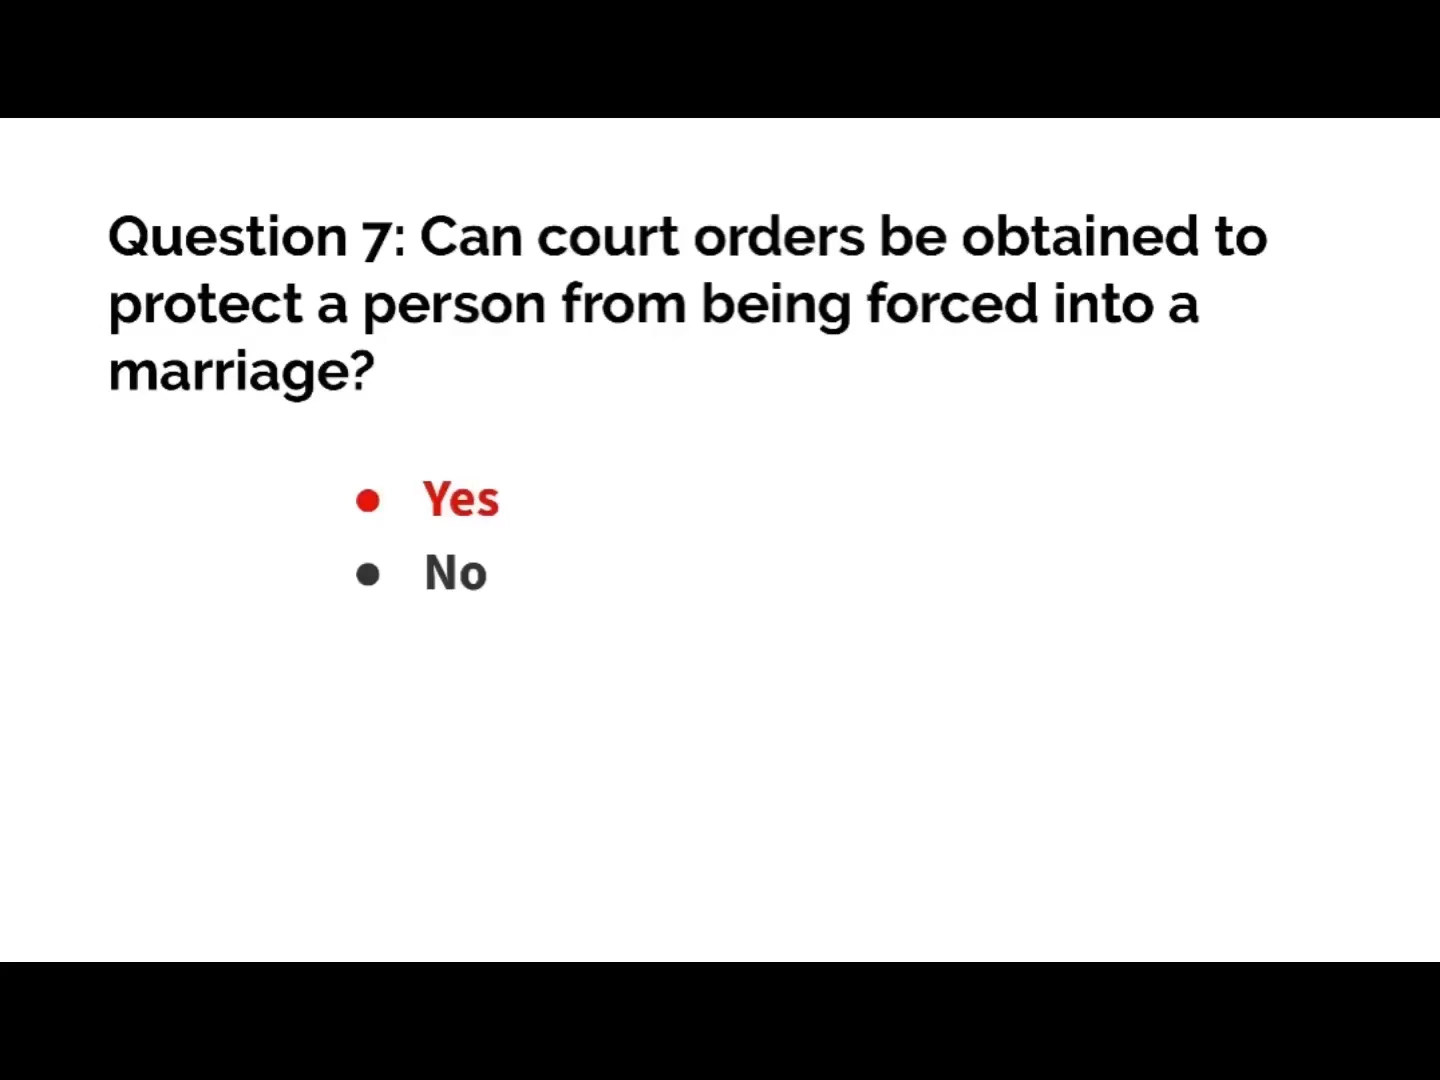 Question 7: Can court orders be obtained to
protect a person from being forced into a
marriage?
● Yes
● No